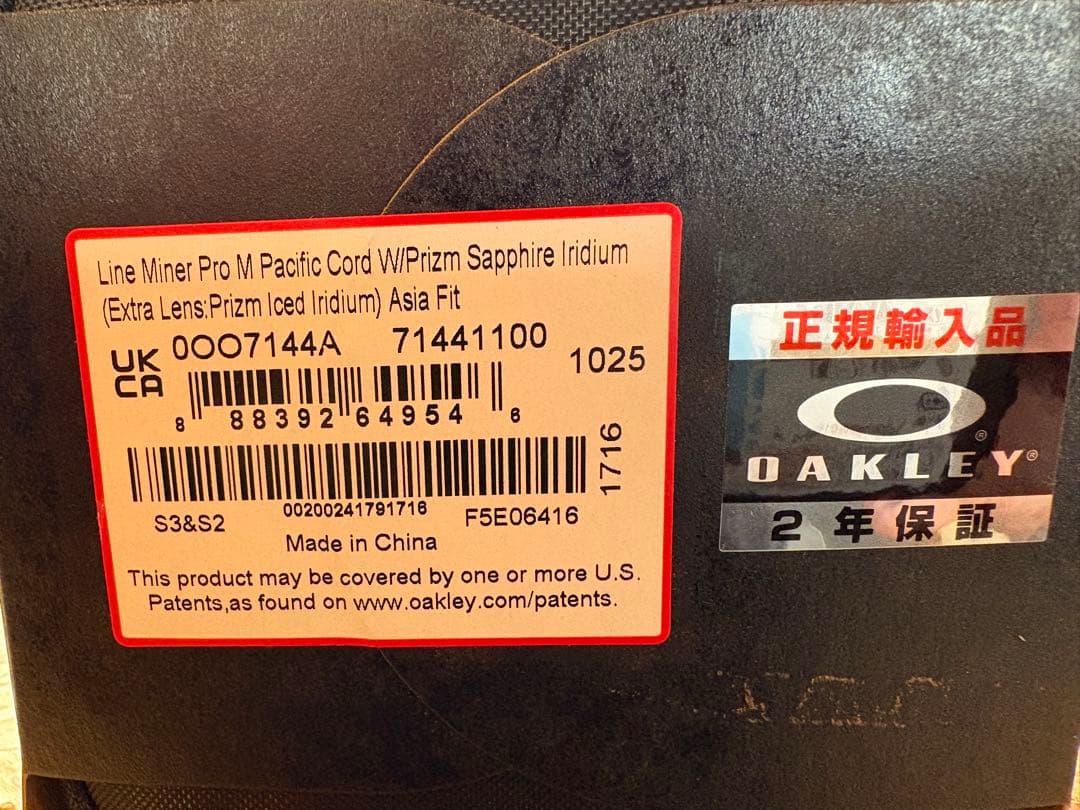 Line Miner Pro M Pacific Cord W/Prizm Sapphire Iridium
(Extra Lens:Prizm Iced Iridium) Asia Fit
UK
CA
0OO7144A 71441100
1025
8 88392 64954 6
1716
S3&S2
00200241791716
F5E06416
Made in China
This product may be covered by one or more U.S.
Patents,as found on www.oakley.com/patents.
正規輸入品
®
OAKLEY®
2年保証